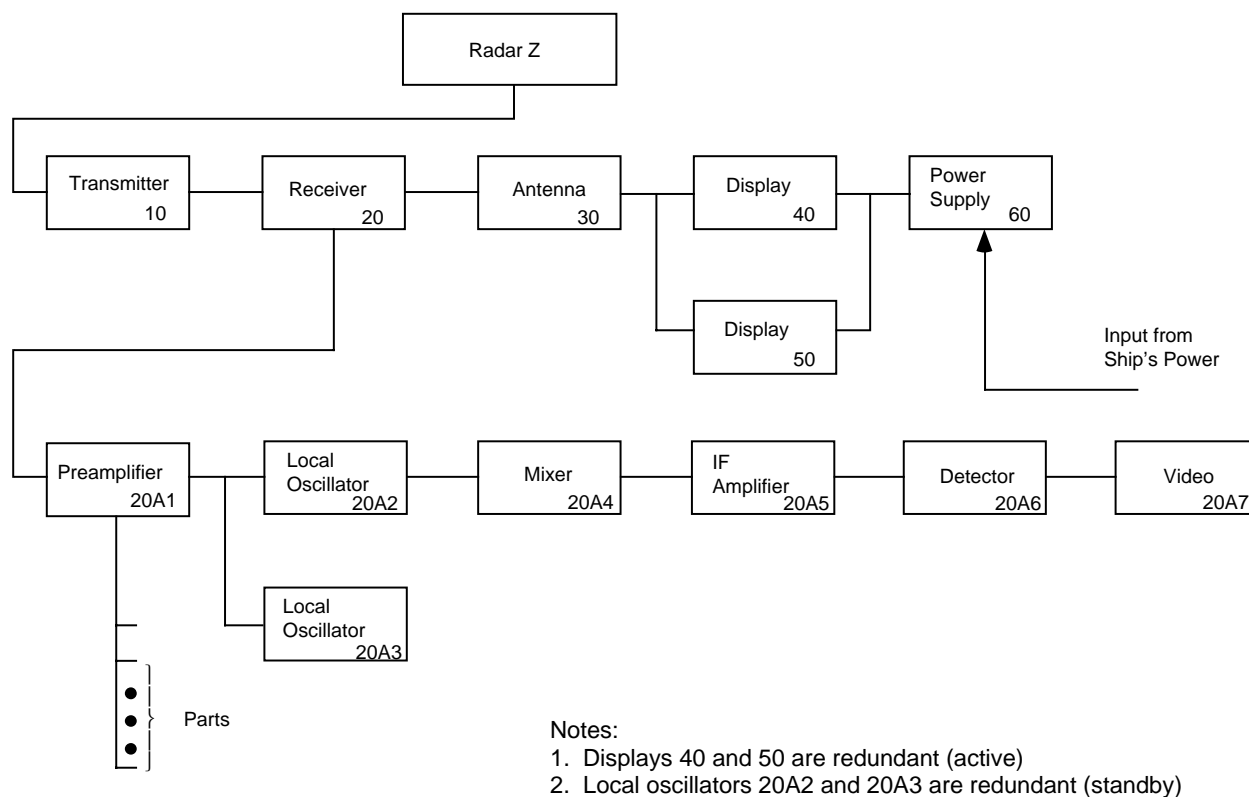 Radar Z
Transmitter
10
Receiver
20
Antenna
30
Display
40
Power
Supply
60
Display
50
Input from
Ship's Power
Preamplifier
20A1
Local
Oscillator
20A2
Mixer
20A4
IF
Amplifier
20A5
Detector
20A6
Video
20A7
Local
Oscillator
20A3
Parts
Notes:
1. Displays 40 and 50 are redundant (active)
2. Local oscillators 20A2 and 20A3 are redundant (standby)